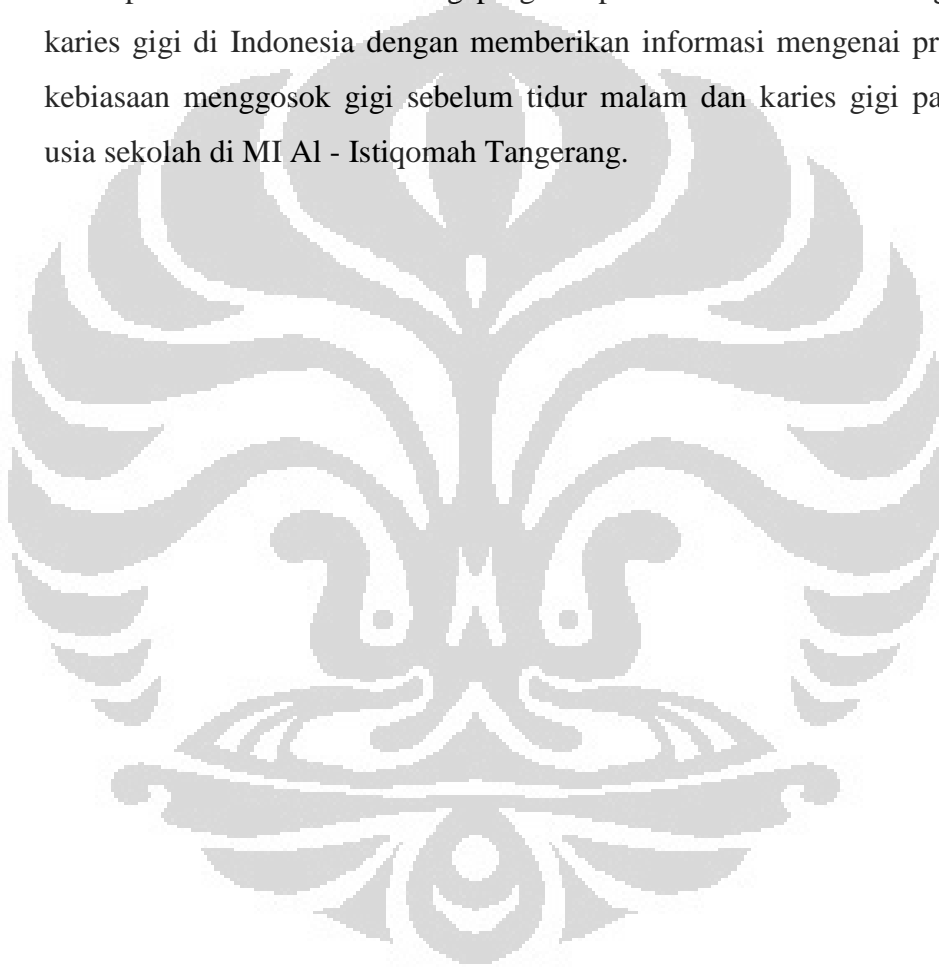 karies gigi di Indonesia dengan memberikan informasi mengenai pr
kebiasaan menggosok gigi sebelum tidur malam dan karies gigi pa
usia sekolah di MI Al - Istiqomah Tangerang.